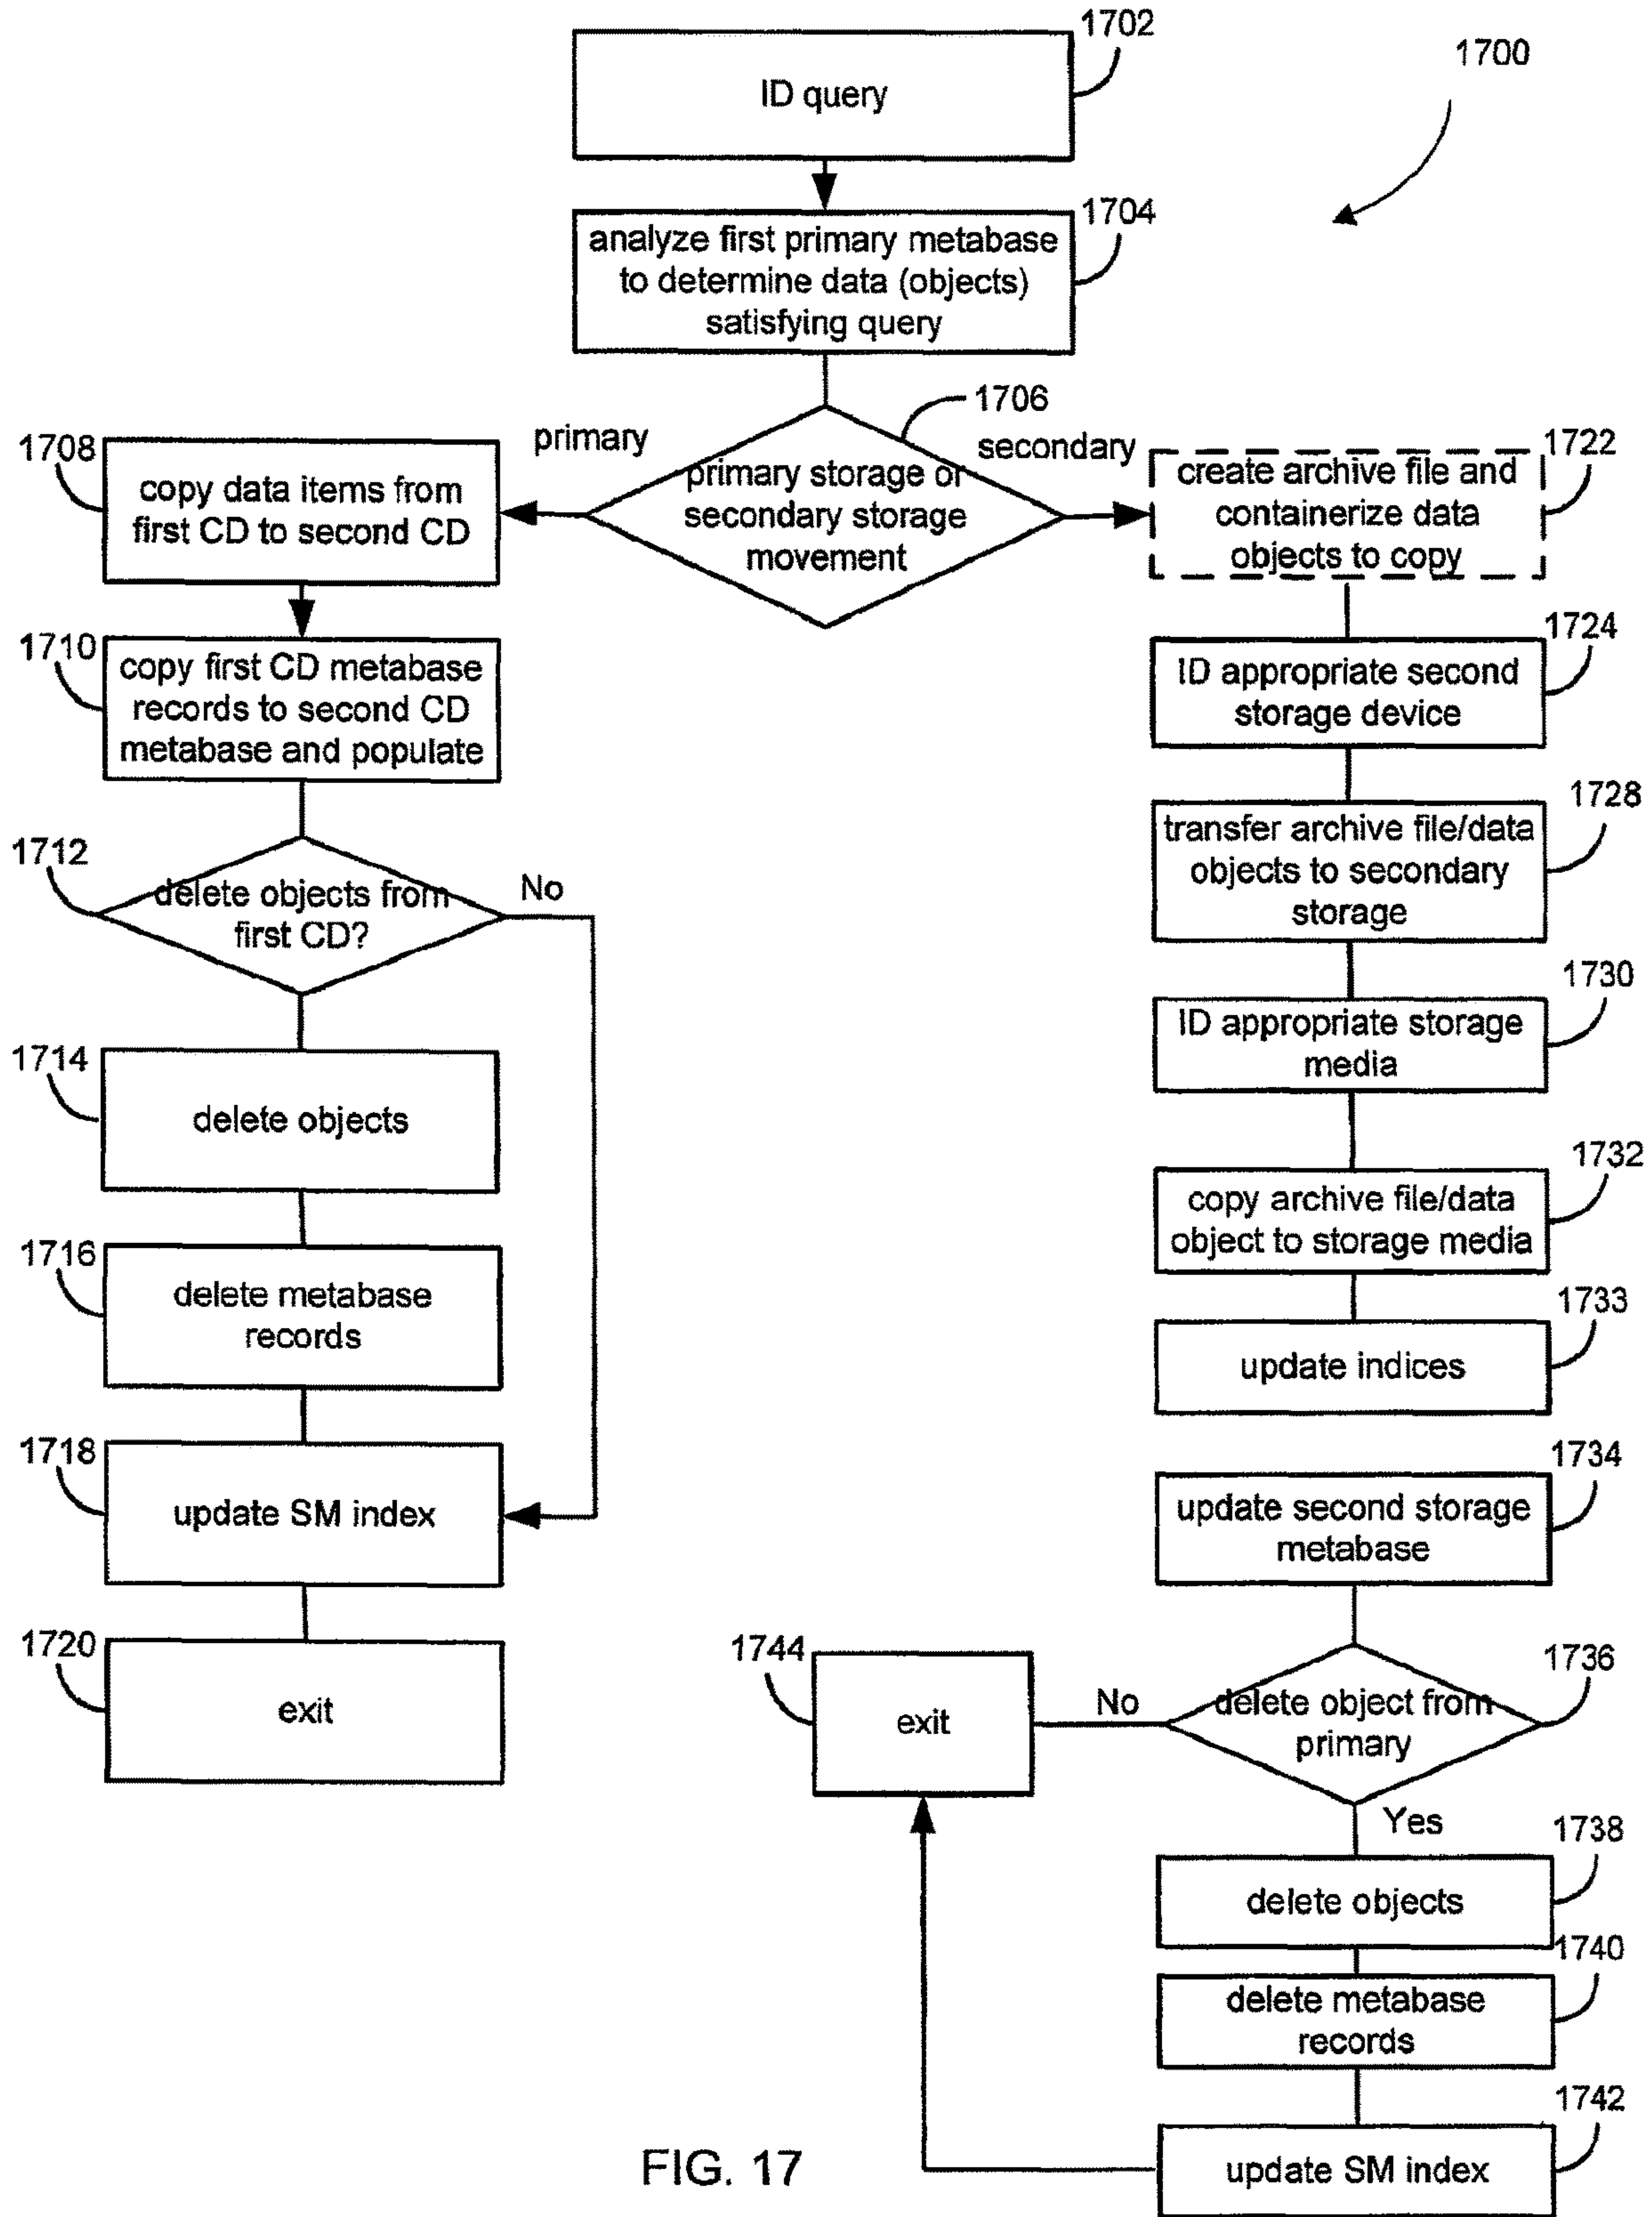 1702
1700
ID query
1704
analyze first primary metabase
to determine data (objects)
satisfying query
1706
primary
secondary
primary storage or
secondary storage
movement
1708
copy data items from
first CD to second CD
1710
copy first CD metabase
records to second CD
metabase and populate
1712
delete objects from
first CD?
No
1714
delete objects
1716
delete metabase
records
1718
update SM index
1720
exit
1722
create archive file and
containerize data
objects to copy
1724
ID appropriate second
storage device
1728
transfer archive file/data
objects to secondary
storage
1730
ID appropriate storage
media
1732
copy archive file/data
object to storage media
1733
update indices
1734
update second storage
metabase
1736
delete object from
primary
No
1744
exit
Yes
1738
delete objects
1740
delete metabase
records
1742
update SM index
FIG. 17